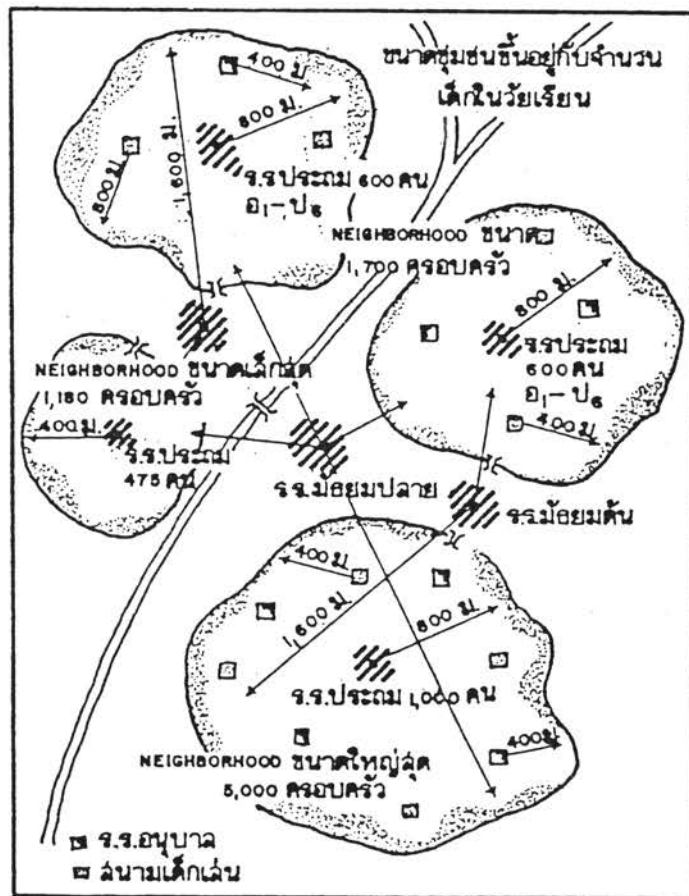 ขนาดชุมชนขึ้นอยู่กับจำนวน
เด็กในวัยเรียน
400 ม.
800 ม.
1,600 ม.
800 ม.
ร.ร.ประถม 600 คน
อ1-,ป6
NEIGHBORHOOD ขนาด
1,700 ครอบครัว
800 ม.
ร.รประถม
600 คน
อ1-ป6
400 ม.
NEIGHBORHOOD ขนาดเล็กสุด
1,180 ครอบครัว
400 ม.
ร.ร.ประถม
475 คน
ร.ร.มัธยมปลาย
ร.ร.มัธยมต้น
400 ม.
1,600 ม.
800 ม.
ร.ร.ประถม 1,000 คน
400 ม.
NEIGHBORHOOD ขนาดใหญ่สุด
5,000 ครอบครัว
ร.ร.อนุบาล
สนามเด็กเล่น